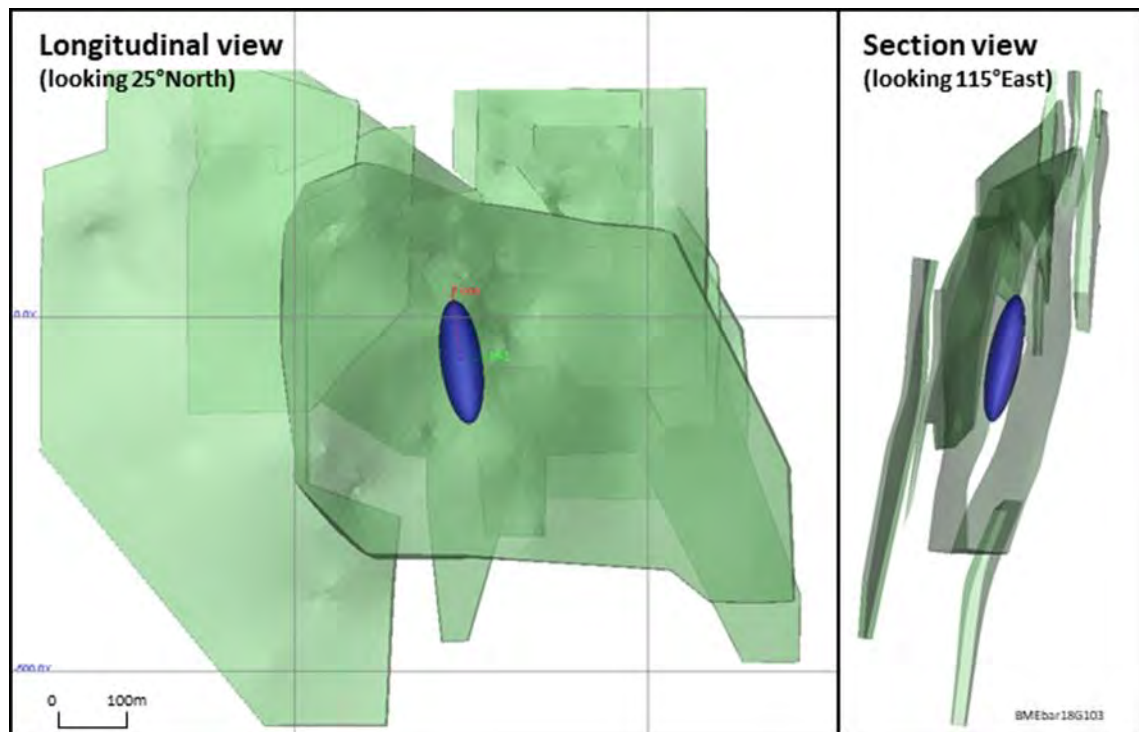 Longitudinal view
(looking 25°North)
Section view
(looking 115°East)
0 100m
BMEbar18G103